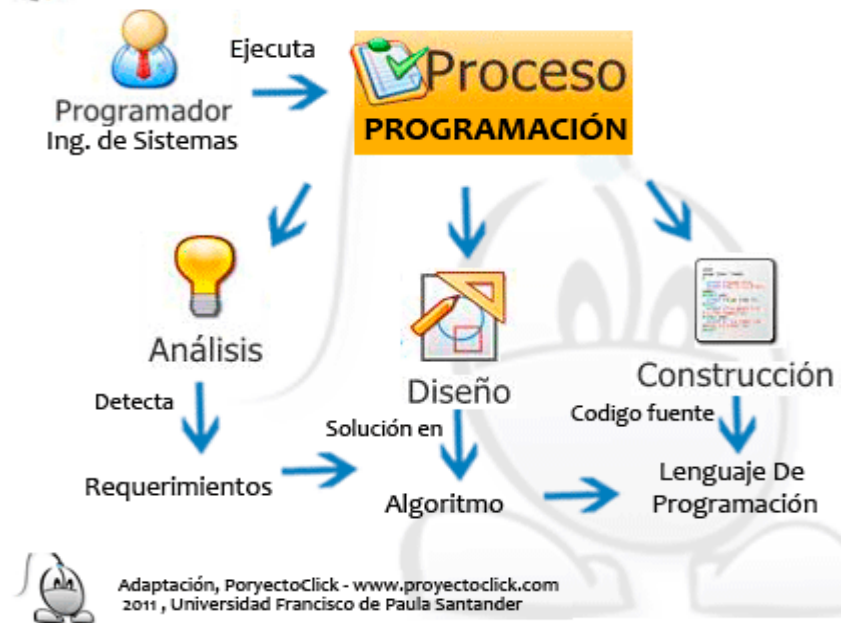 Ejecuta
Proceso
PROGRAMACIÓN
Programador
Ing. de Sistemas
Análisis
Diseño
Construcción
Detecta
Solución en
Codigo fuente
Requerimientos
Algoritmo
Lenguaje De
Programación
Adaptación, PoryectoClick - www.proyectoclick.com
2011 , Universidad Francisco de Paula Santander